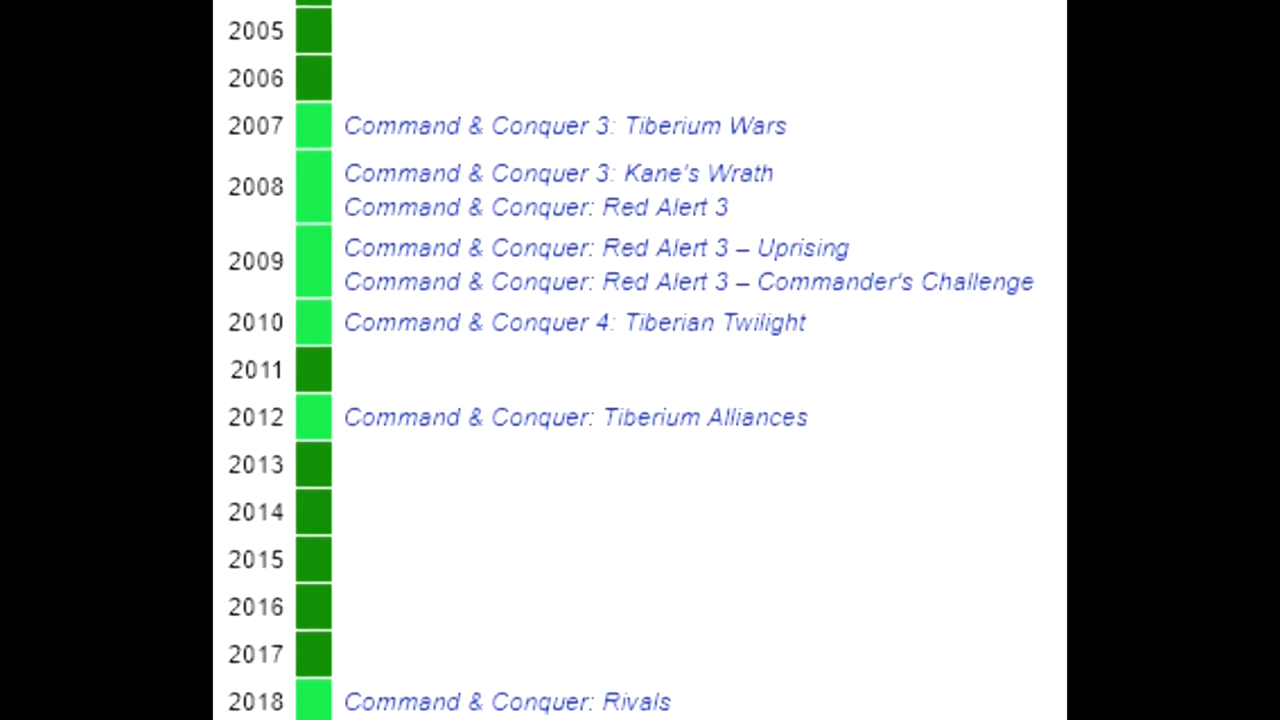 2005
2006
2007 Command & Conquer 3: Tiberium Wars
2008 Command & Conquer 3: Kane's Wrath
Command & Conquer: Red Alert 3
2009 Command & Conquer: Red Alert 3 – Uprising
Command & Conquer: Red Alert 3 – Commander's Challenge
2010 Command & Conquer 4: Tiberian Twilight
2011
2012 Command & Conquer: Tiberium Alliances
2013
2014
2015
2016
2017
2018 Command & Conquer: Rivals